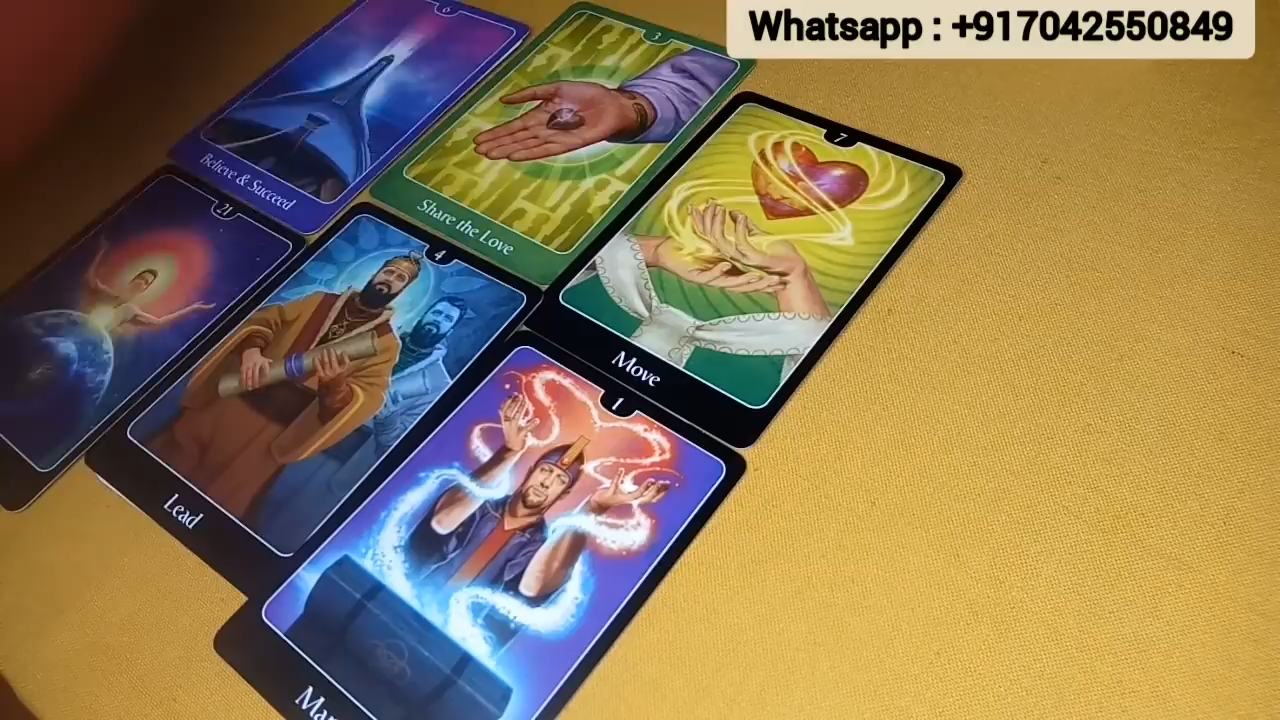 Whatsapp : +917042550849
6
Believe & Succeed
3
Share the Love
7
Move
21
4
Lead
1